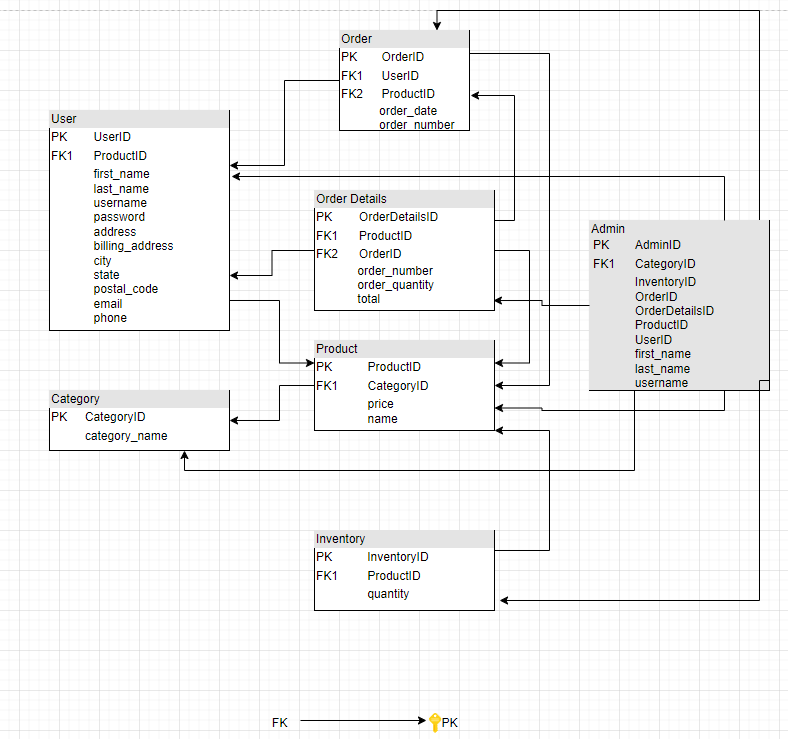 Order
PK OrderID
FK1 UserID
FK2 ProductID
order_date
order_number
User
PK UserID
FK1 ProductID
first_name
last_name
username
password
address
billing_address
city
state
postal_code
email
phone
Order Details
PK OrderDetailsID
FK1 ProductID
FK2 OrderID
order_number
order_quantity
total
Admin
PK AdminID
FK1 CategoryID
InventoryID
OrderID
OrderDetailsID
ProductID
UserID
first_name
last_name
username
Product
PK ProductID
FK1 CategoryID
price
name
Category
PK CategoryID
category_name
Inventory
PK InventoryID
FK1 ProductID
quantity
FK PK